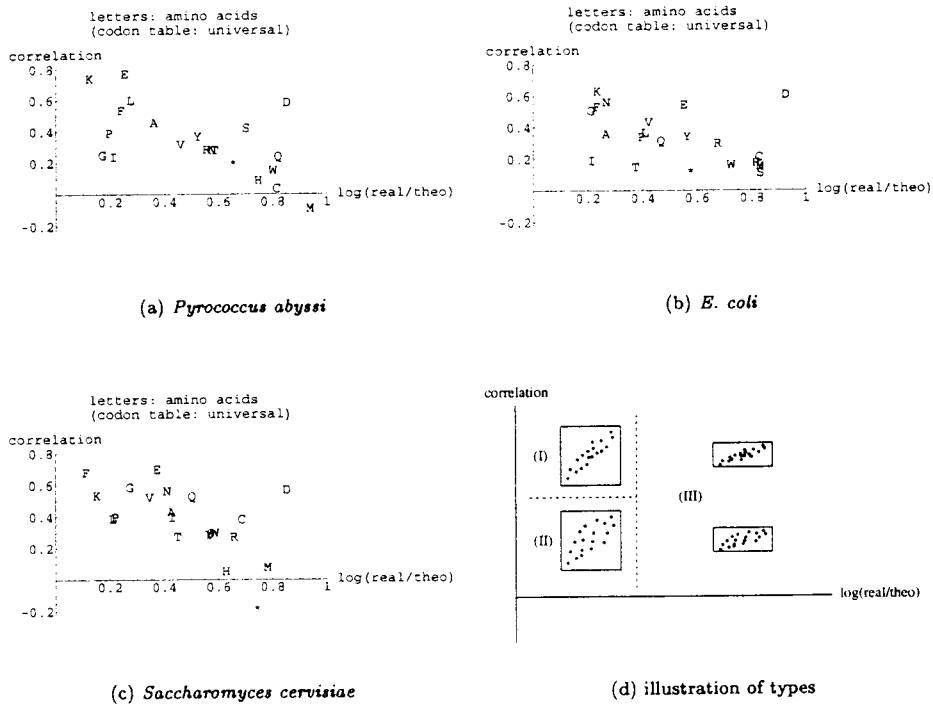 letters: amino acids
(codon table: universal)
correlation
0.8
0.6
0.4
0.2
-0.2
0.2 0.4 0.6 0.8 1
log(real/theo)
K E L F D A S P V Y G I Q W H C M *
(a) Pyrococcus abyssi
letters: amino acids
(codon table: universal)
correlation
0.8
0.6
0.4
0.2
-0.2
0.2 0.4 0.6 0.8 1
log(real/theo)
K N E D V A L Q Y R I T W C S *
(b) E. coli
letters: amino acids
(codon table: universal)
correlation
0.8
0.6
0.4
0.2
-0.2
0.2 0.4 0.6 0.8 1
log(real/theo)
F K G E V N Q D A I P T W R C H M *
(c) Saccharomyces cervisiae
correlation
(I)
(II)
(III)
log(real/theo)
(d) illustration of types